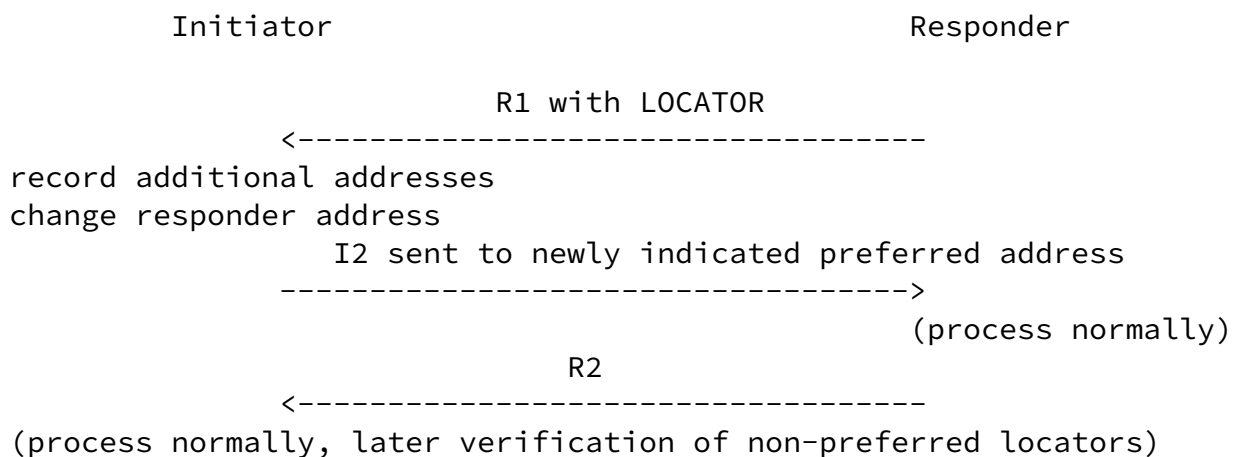 Initiator                                Responder
R1 with LOCATOR
<-----------------------------------
record additional addresses
change responder address
I2 sent to newly indicated preferred address
----------------------------------->
(process normally)
R2
<-----------------------------------
(process normally, later verification of non-preferred locators)